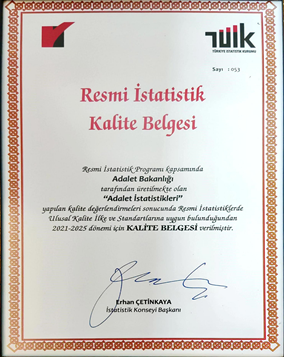 TÜİK
TÜRKİYE İSTATİSTİK KURUMU
Sayı : 053
Resmi İstatistik
Kalite Belgesi
Resmi İstatistik Programı kapsamında
Adalet Bakanlığı
tarafından üretilmekte olan
“Adalet İstatistikleri”
yapılan kalite değerlendirmeleri sonucunda Resmi İstatistiklerde
Ulusal Kalite İlke ve Standartlarına uygun bulunduğundan
2021-2025 dönemi için KALİTE BELGESİ verilmiştir.
Erhan ÇETİNKAYA
İstatistik Konseyi Başkanı